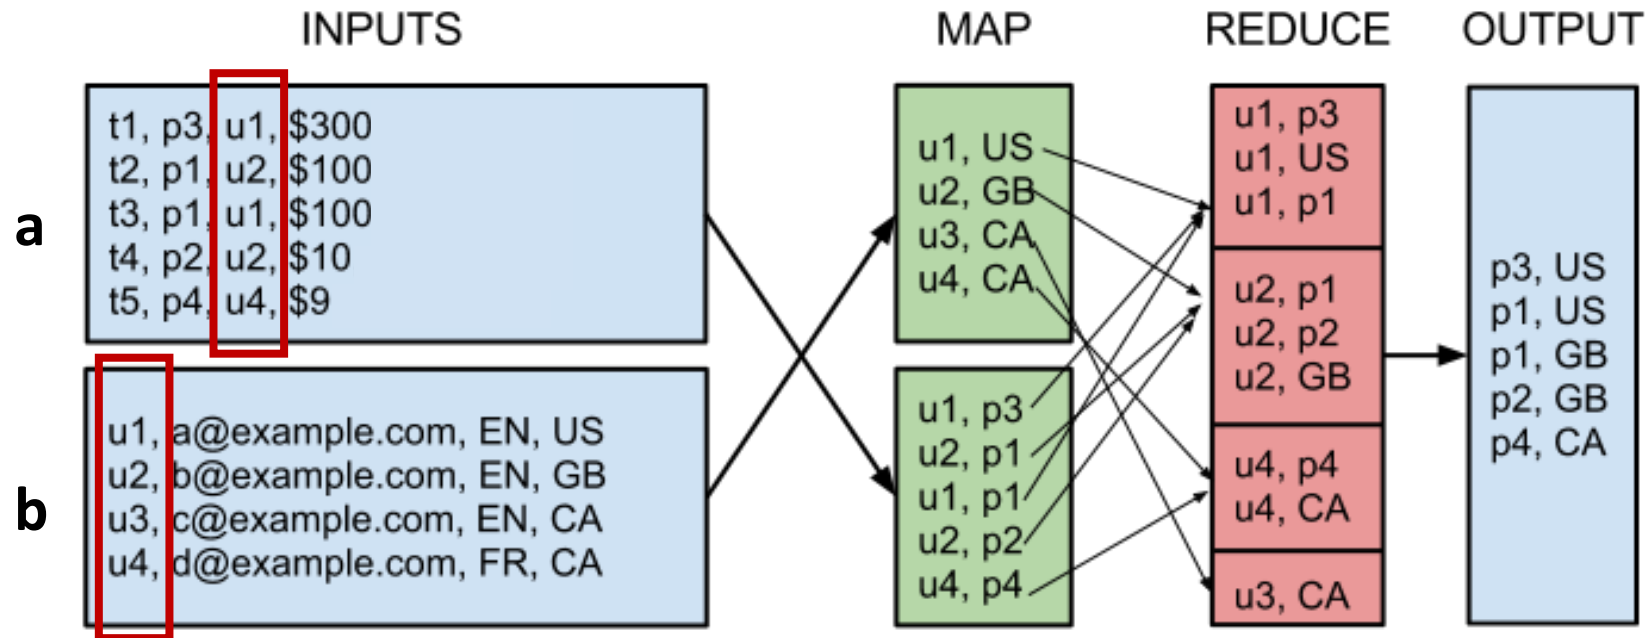 INPUTS
MAP
REDUCE
OUTPUT
a
t1, p3, u1, $300
t2, p1, u2, $100
t3, p1, u1, $100
t4, p2, u2, $10
t5, p4, u4, $9
b
u1, a@example.com, EN, US
u2, b@example.com, EN, GB
u3, c@example.com, EN, CA
u4, d@example.com, FR, CA
u1, US
u2, GB
u3, CA
u4, CA
u1, p3
u2, p1
u1, p1
u2, p2
u4, p4
u1, p3
u1, US
u1, p1
u2, p1
u2, p2
u2, GB
u4, p4
u4, CA
u3, CA
p3, US
p1, US
p1, GB
p2, GB
p4, CA